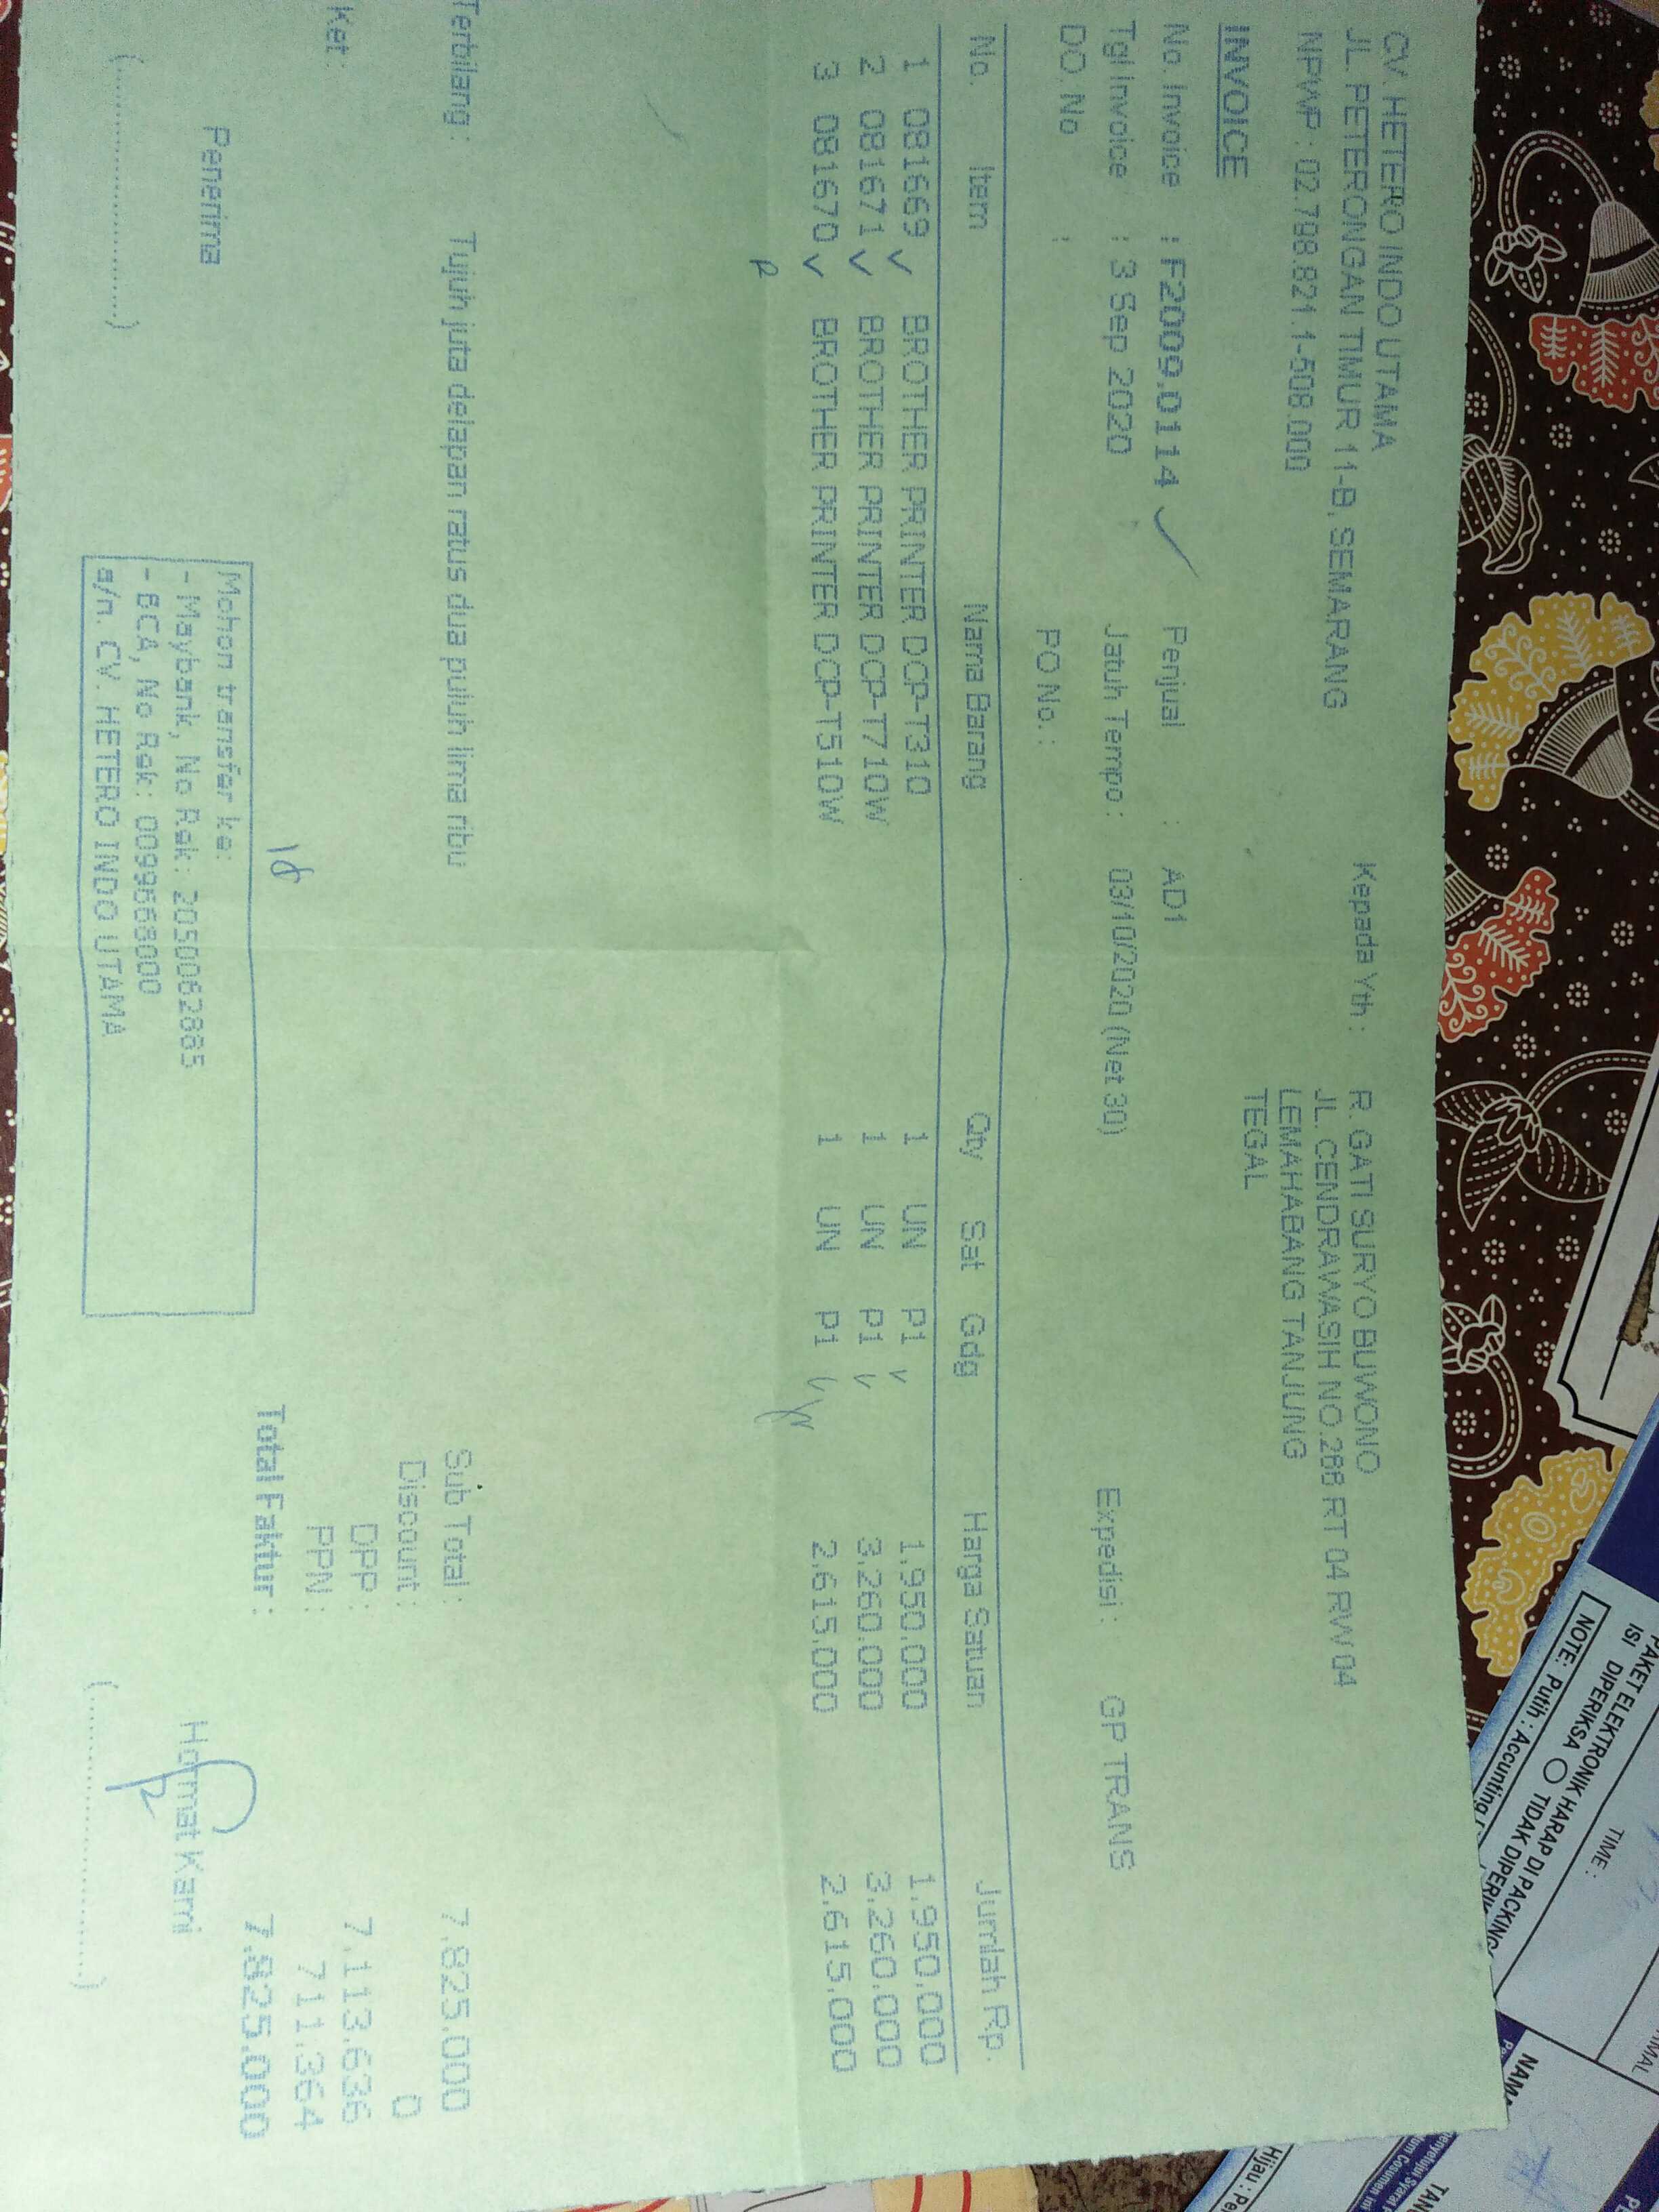 CV. HETERO INDO UTAMA
JL. PETERONGAN TIMUR 11-B, SEMARANG
NPWP : 02.798.821.1-508.000
Kepada Yth : R. GATI SURYO BUWONO
JL. CENDRAWASIH NO.288 RT 04 RW 04
LEMAHABANG TANJUNG
TEGAL
INVOICE
No. Invoice : F2009.0114 Penjual : AD1
Tgl Invoice : 3 Sep 2020 Jatuh Tempo : 03/10/2020 (Net 30) Expedisi : GP TRANS
DO. No : PO No. :
No. Item Nama Barang Qty Sat Gdg Harga Satuan Jumlah Rp.
1 081669 BROTHER PRINTER DCP-T310 1 UN P1 1.950.000 1.950.000
2 081671 BROTHER PRINTER DCP-T710W 1 UN P1 3.260.000 3.260.000
3 081670 BROTHER PRINTER DCP-T510W 1 UN P1 2.615.000 2.615.000
Terbilang : Tujuh juta delapan ratus dua puluh lima ribu
Sub Total : 7.825.000
Discount : 0
Ket :
DPP : 7.113.636
PPN : 711.364
Total Faktur : 7.825.000
Penerima
Mohon transfer ke:
- Maybank, No Rek: 2050062885
- BCA, No Rek: 0099568000
a/n. CV. HETERO INDO UTAMA
Hormat Kami
(....................)
(....................)
PAKET ELEKTRONIK HARAP DI PACKING
ISI DIPERIKSA TIDAK
NOTE: Putih : Accunting
TIME :
Hijau :